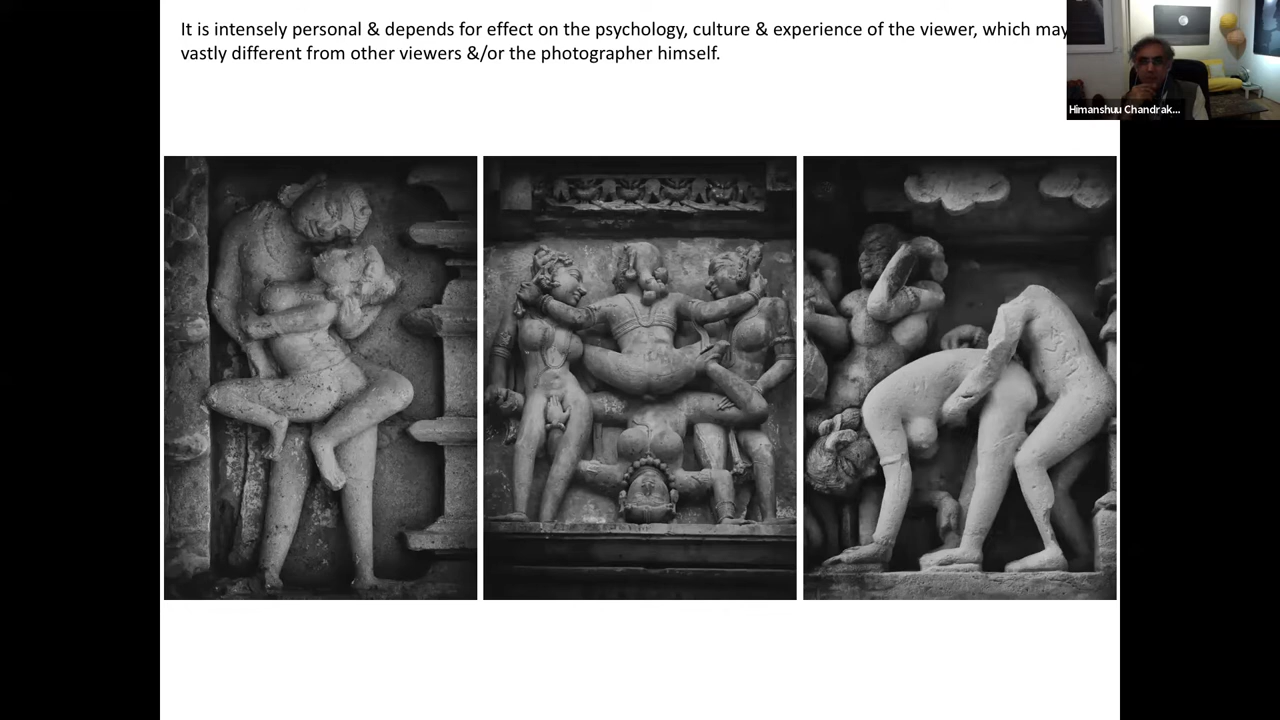 It is intensely personal & depends for effect on the psychology, culture & experience of the viewer, which may
vastly different from other viewers &/or the photographer himself.
Himanshuu Chandrak...